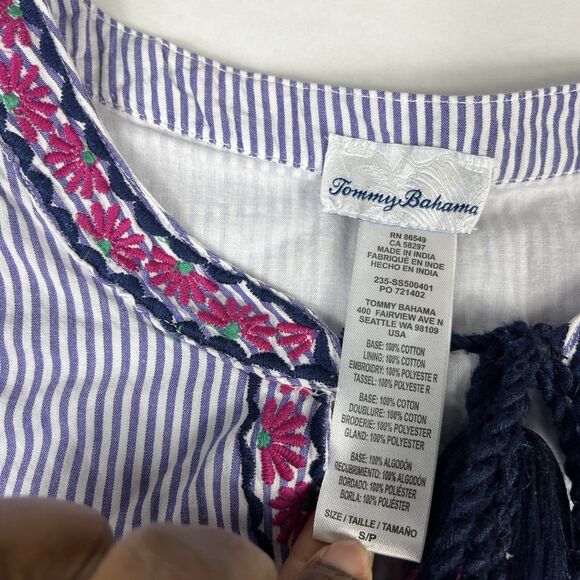 Tommy Bahama
RN 86549
CA 58297
MADE IN INDIA
FABRIQUÉ EN INDE
HECHO EN INDIA
235-SS500401
PO 721402
TOMMY BAHAMA
400 FAIRVIEW AVE N
SEATTLE WA 98109
USA
BASE: 100% COTTON
LINING: 100% COTTON
EMBROIDRY: 100% POLYESTE R
TASSEL: 100% POLYESTE R
BASE: 100% COTON
DOUBLURE: 100% COTON
BRODERIE: 100% POLYESTER
GLAND: 100% POLYESTER
BASE: 100% ALGODÓN
RECUBRIMIENTO: 100% ALGODÓN
BORDADO: 100% POLIÉSTER
BORLA: 100% POLIÉSTER
SIZE / TAILLE / TAMAÑO
S/P